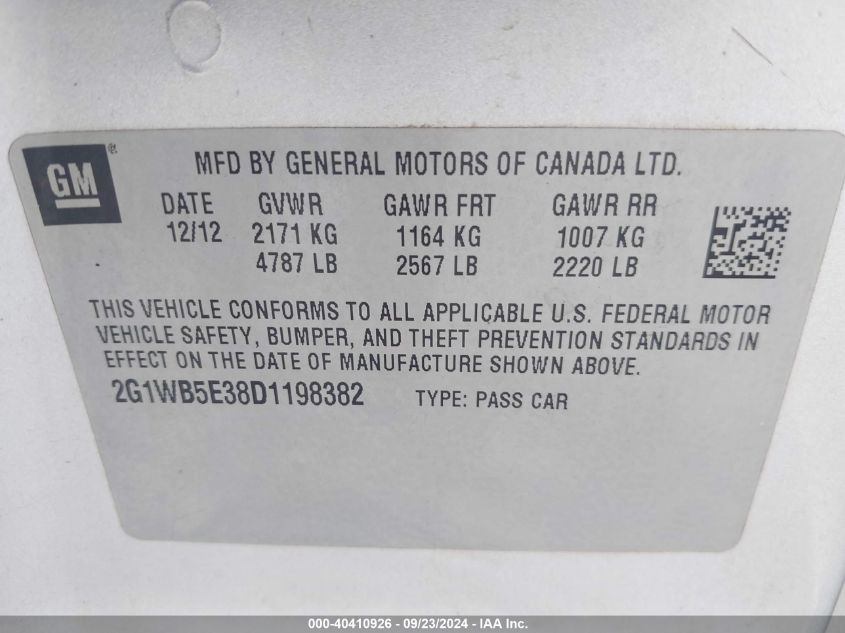 GM®
MFD BY GENERAL MOTORS OF CANADA LTD.
DATE GVWR GAWR FRT GAWR RR
12/12 2171 KG 1164 KG 1007 KG
4787 LB 2567 LB 2220 LB
THIS VEHICLE CONFORMS TO ALL APPLICABLE U.S. FEDERAL MOTOR
VEHICLE SAFETY, BUMPER, AND THEFT PREVENTION STANDARDS IN
EFFECT ON THE DATE OF MANUFACTURE SHOWN ABOVE.
2G1WB5E38D1198382 TYPE: PASS CAR
000-40410926 - 09/23/2024 - IAA Inc.